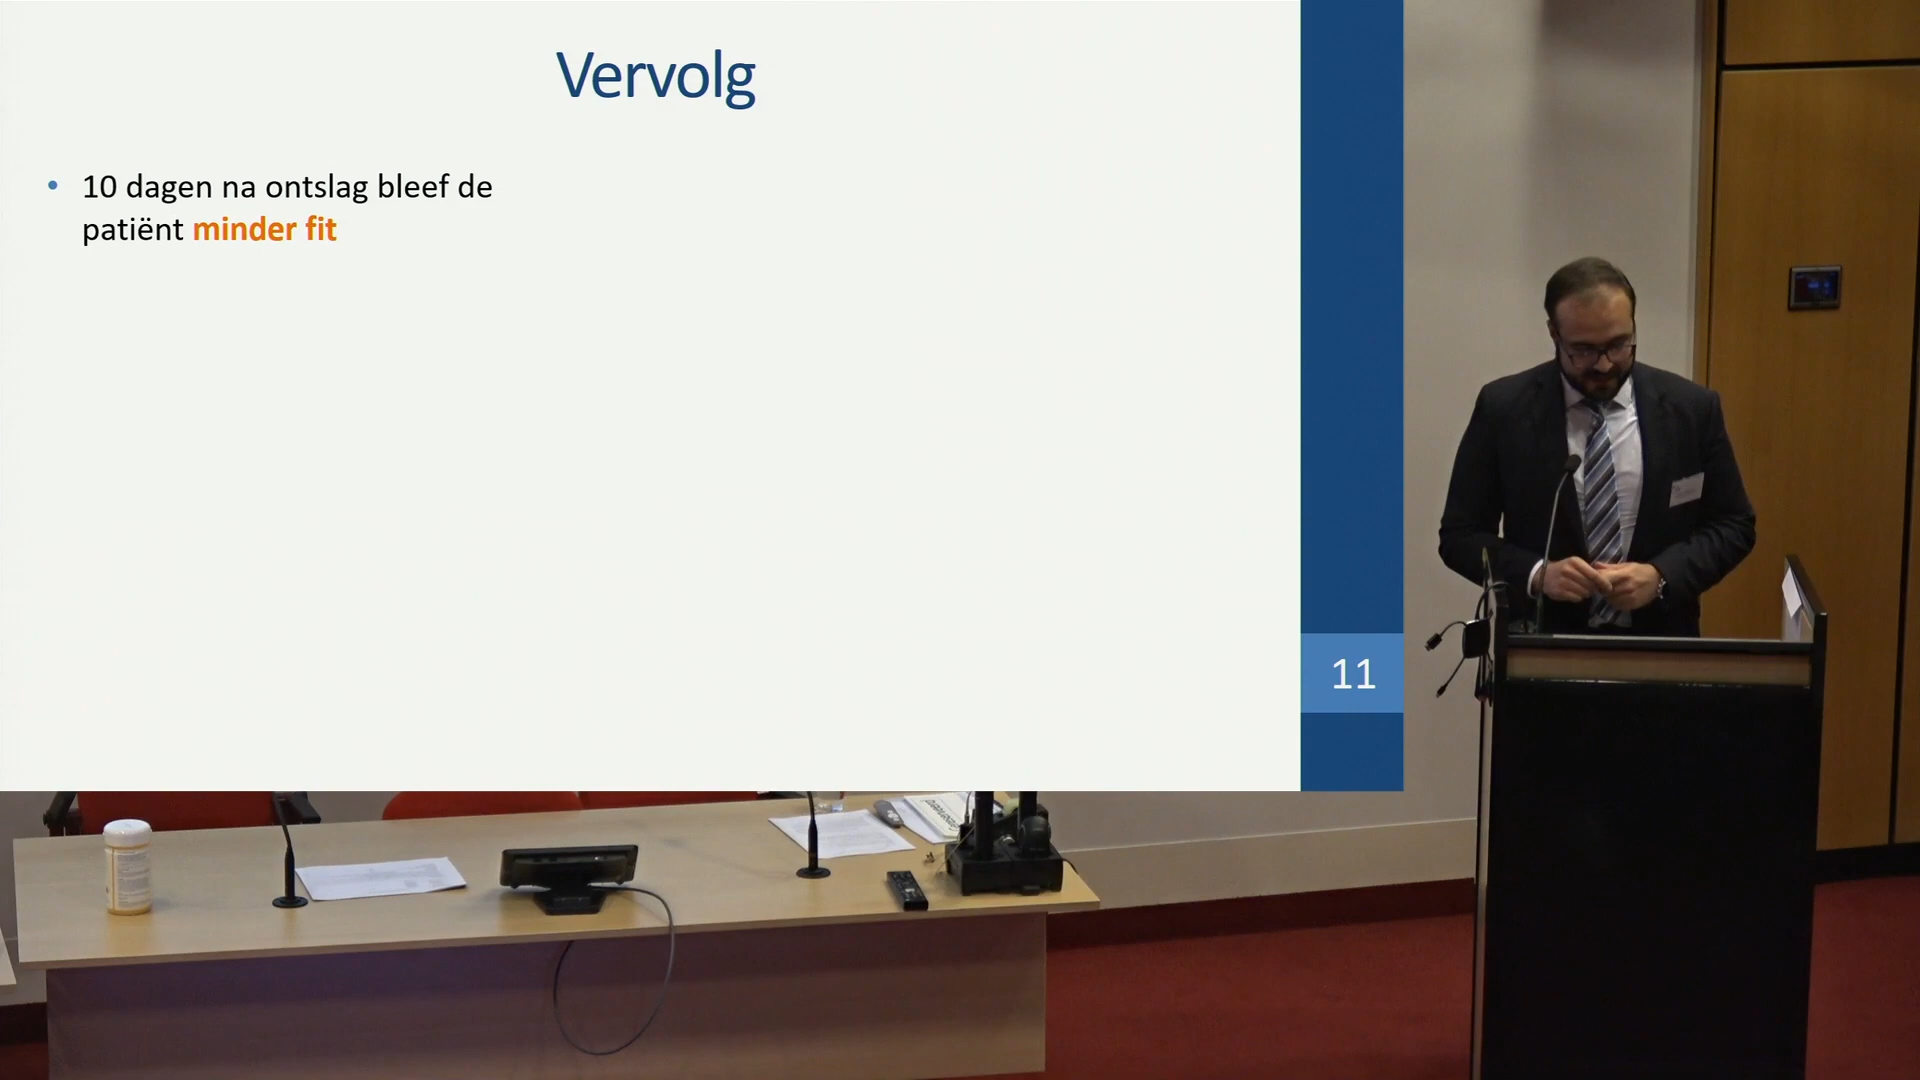 Vervolg
• 10 dagen na ontslag bleef de
patiënt minder fit
11